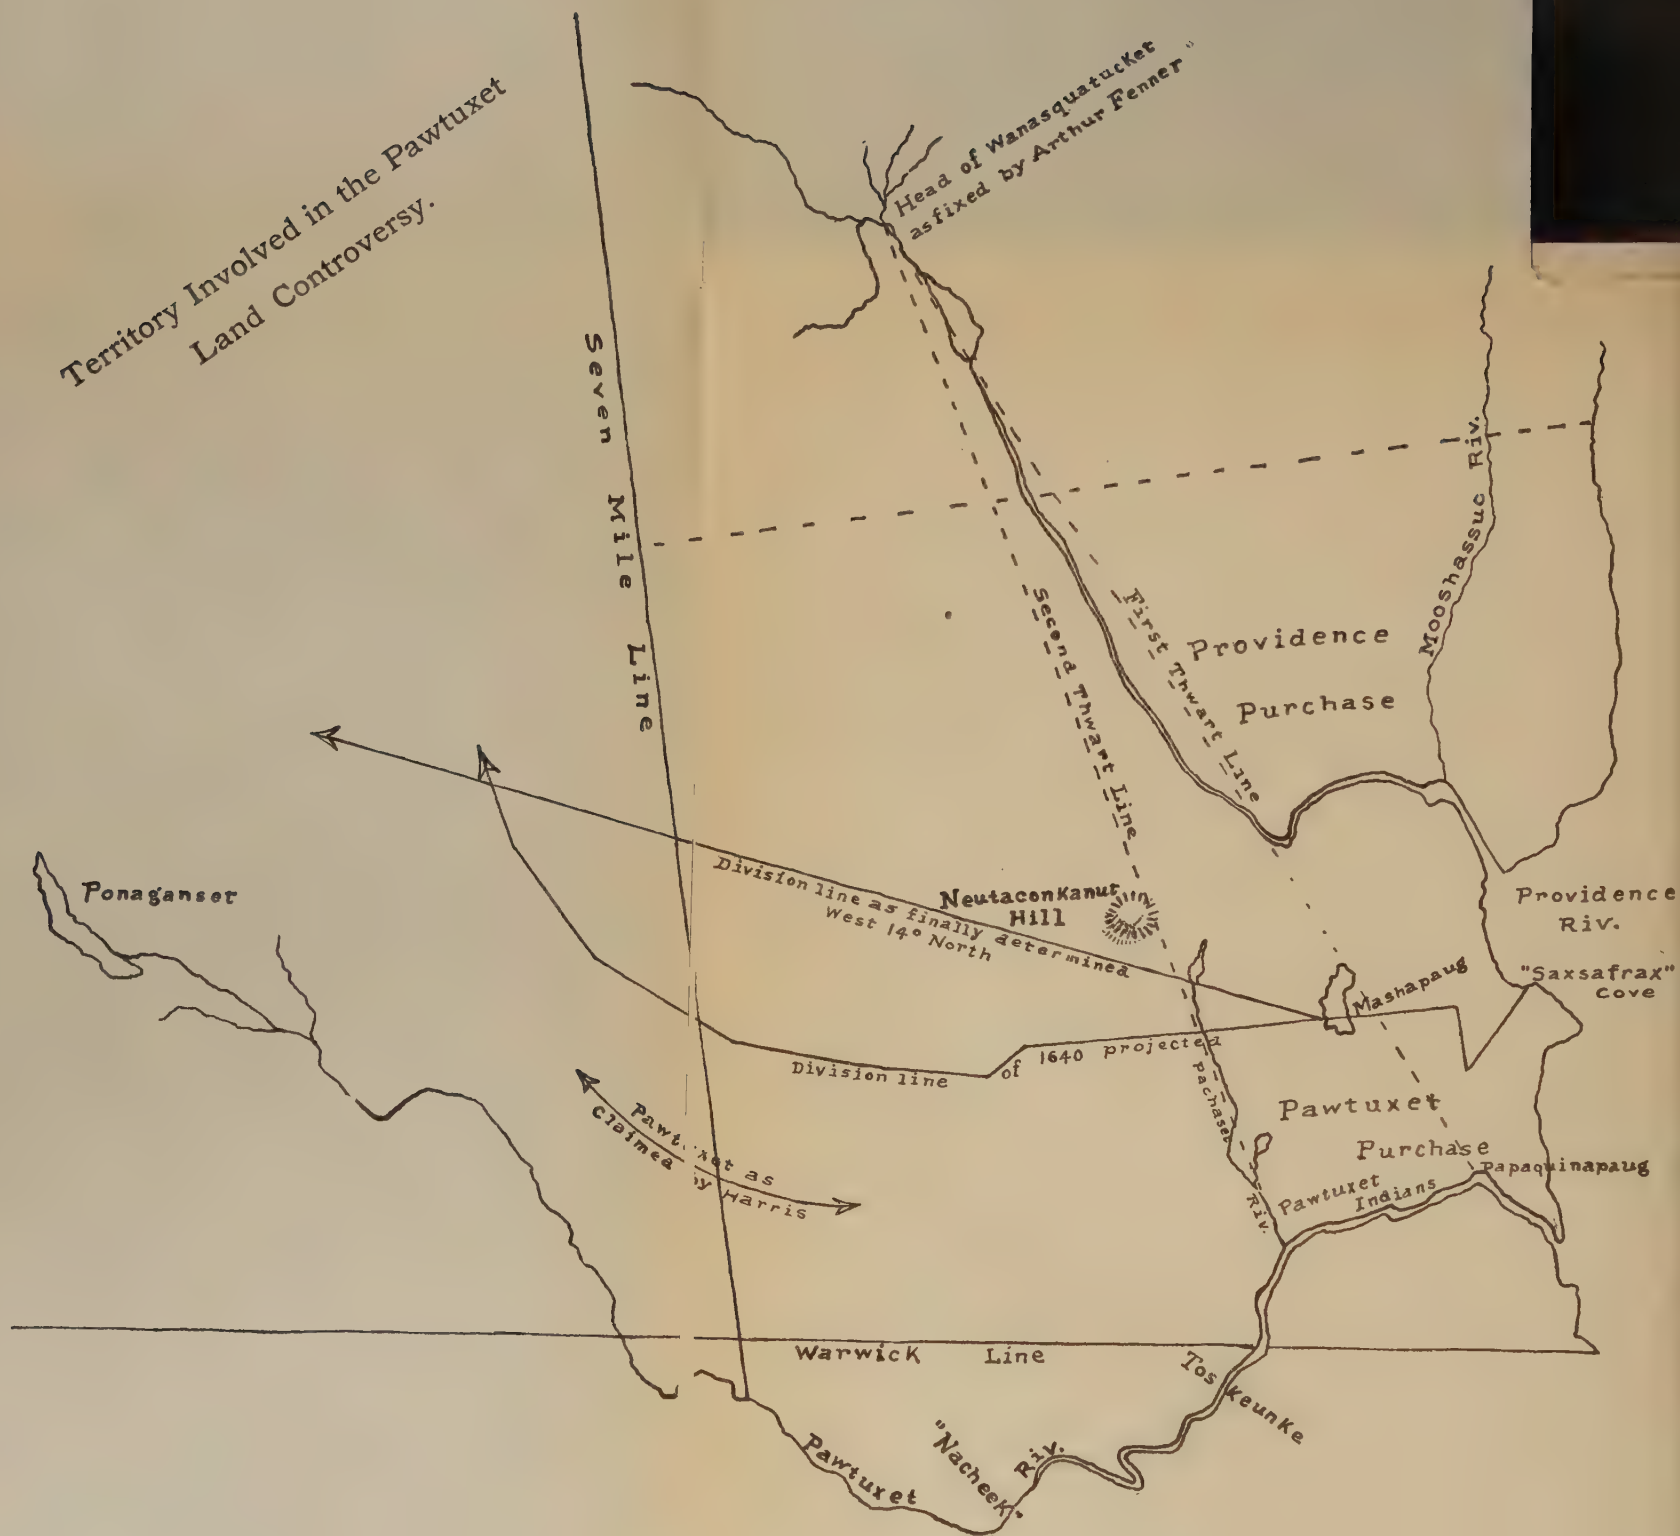 Territory Involved in the Pawtuxet
Land Controversy.
Head of Wanasquatucket
as fixed by Arthur Fenner"
Seven Mile Line
Mooshassuc Riv.
First Thwart Line
Second Thwart Line
Providence
Purchase
Ponaganset
Division line as finally determined
West 14° North
Neutaconkanut
Hill
Providence
Riv.
"Saxsafrax"
Cove
Mashapaug
Division line of 1640 projected
Pachaset Riv.
Pawtuxet as
claimed by Harris
Pawtuxet
Purchase
Papaquinapaug
Pawtuxet
Indians
Warwick Line
Toskeunke
Pawtuxet Riv.
"Nacheek"